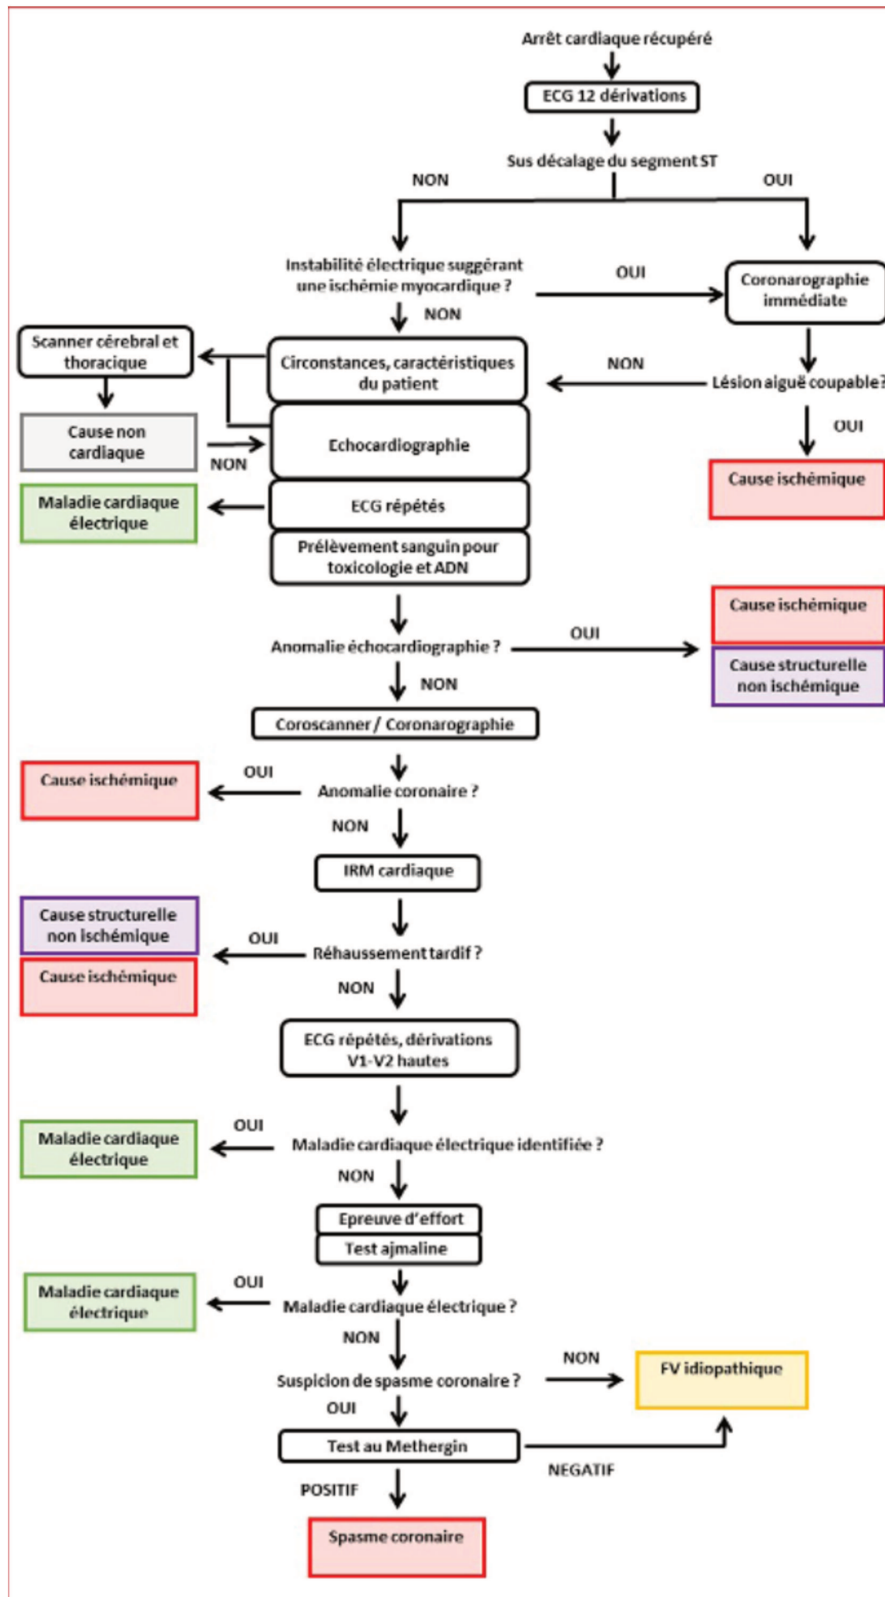 Arrêt cardiaque récupéré
ECG 12 dérivations
Sus décalage du segment ST
NON
OUI
Instabilité électrique suggérant
une ischémie myocardique ?
OUI
Coronarographie
immédiate
NON
Scanner cérébral et
thoracique
Circonstances, caractéristiques
du patient
NON
Lésion aiguë coupable?
Cause non
cardiaque
NON
Echocardiographie
OUI
Cause ischémique
Maladie cardiaque
électrique
ECG répétés
Prélèvement sanguin pour
toxicologie et ADN
Anomalie échocardiographie ?
OUI
Cause ischémique
Cause structurelle
non ischémique
NON
Coroscanner / Coronarographie
Cause ischémique
OUI
Anomalie coronaire ?
NON
IRM cardiaque
Cause structurelle
non ischémique
Cause ischémique
OUI
Réhaussement tardif ?
NON
ECG répétés, dérivations
V1-V2 hautes
Maladie cardiaque
électrique
OUI
Maladie cardiaque électrique identifiée ?
NON
Epreuve d'effort
Test ajmaline
Maladie cardiaque
électrique
OUI
Maladie cardiaque électrique ?
NON
Suspicion de spasme coronaire ?
NON
FV idiopathique
OUI
Test au Methergin
NEGATIF
POSITIF
Spasme coronaire